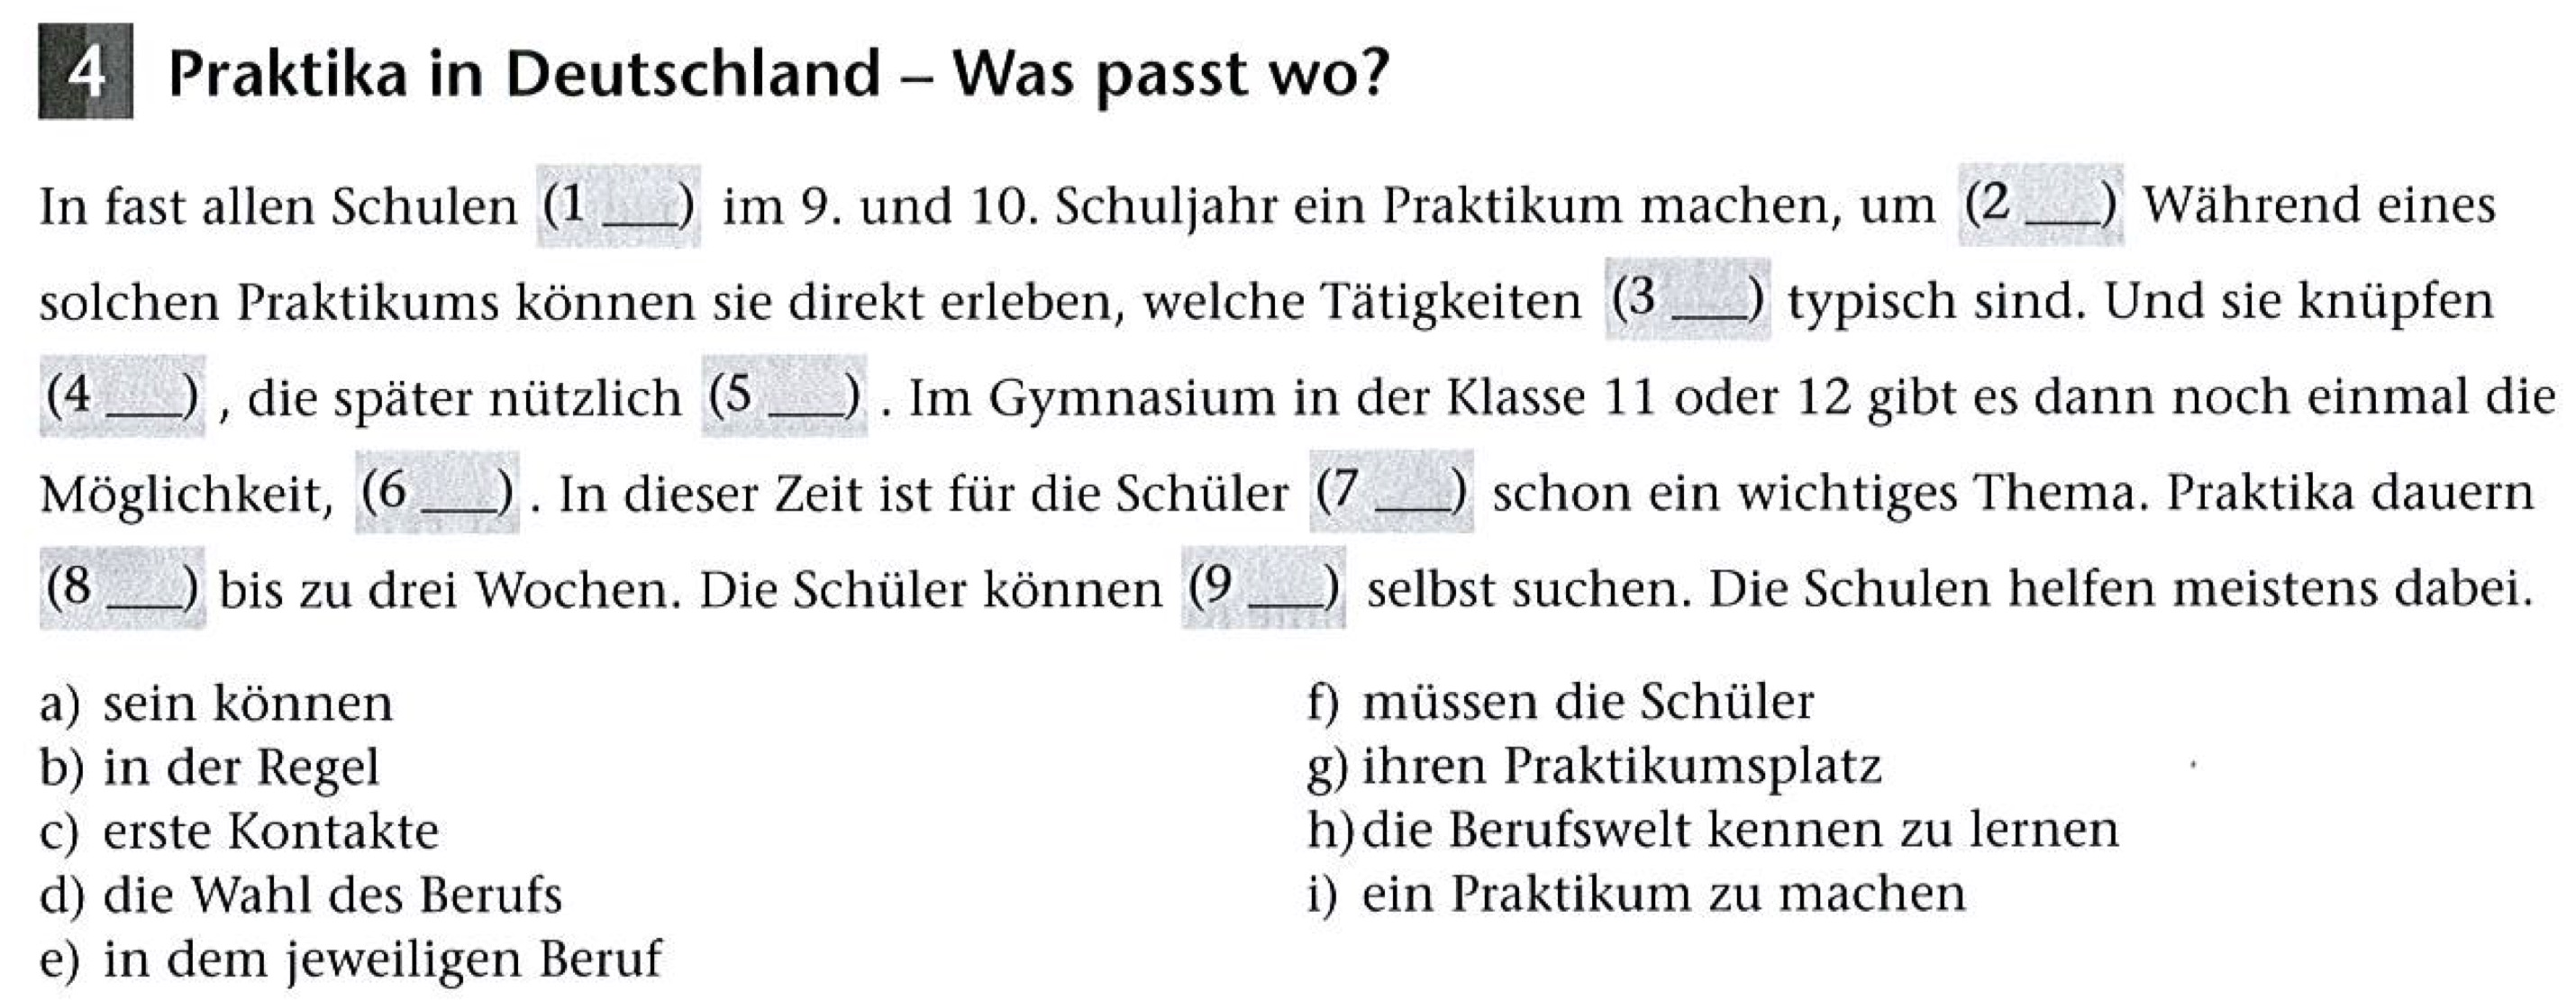 4 Praktika in Deutschland – Was passt wo?
In fast allen Schulen (1 ___) im 9. und 10. Schuljahr ein Praktikum machen, um (2 ___) Während eines
solchen Praktikums können sie direkt erleben, welche Tätigkeiten (3 ___) typisch sind. Und sie knüpfen
(4 ___) , die später nützlich (5 ___) . Im Gymnasium in der Klasse 11 oder 12 gibt es dann noch einmal die
Möglichkeit, (6 ___) . In dieser Zeit ist für die Schüler (7 ___) schon ein wichtiges Thema. Praktika dauern
(8 ___) bis zu drei Wochen. Die Schüler können (9 ___) selbst suchen. Die Schulen helfen meistens dabei.
a) sein können
b) in der Regel
c) erste Kontakte
d) die Wahl des Berufs
e) in dem jeweiligen Beruf
f) müssen die Schüler
g) ihren Praktikumsplatz
h) die Berufswelt kennen zu lernen
i) ein Praktikum zu machen